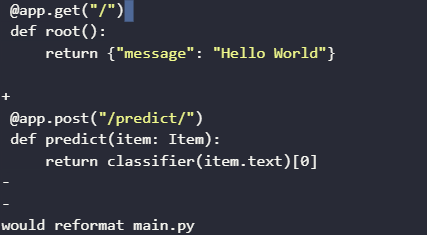 @app.get("/")
def root():
    return {"message": "Hello World"}
+
@app.post("/predict/")
def predict(item: Item):
    return classifier(item.text)[0]
-
-
would reformat main.py